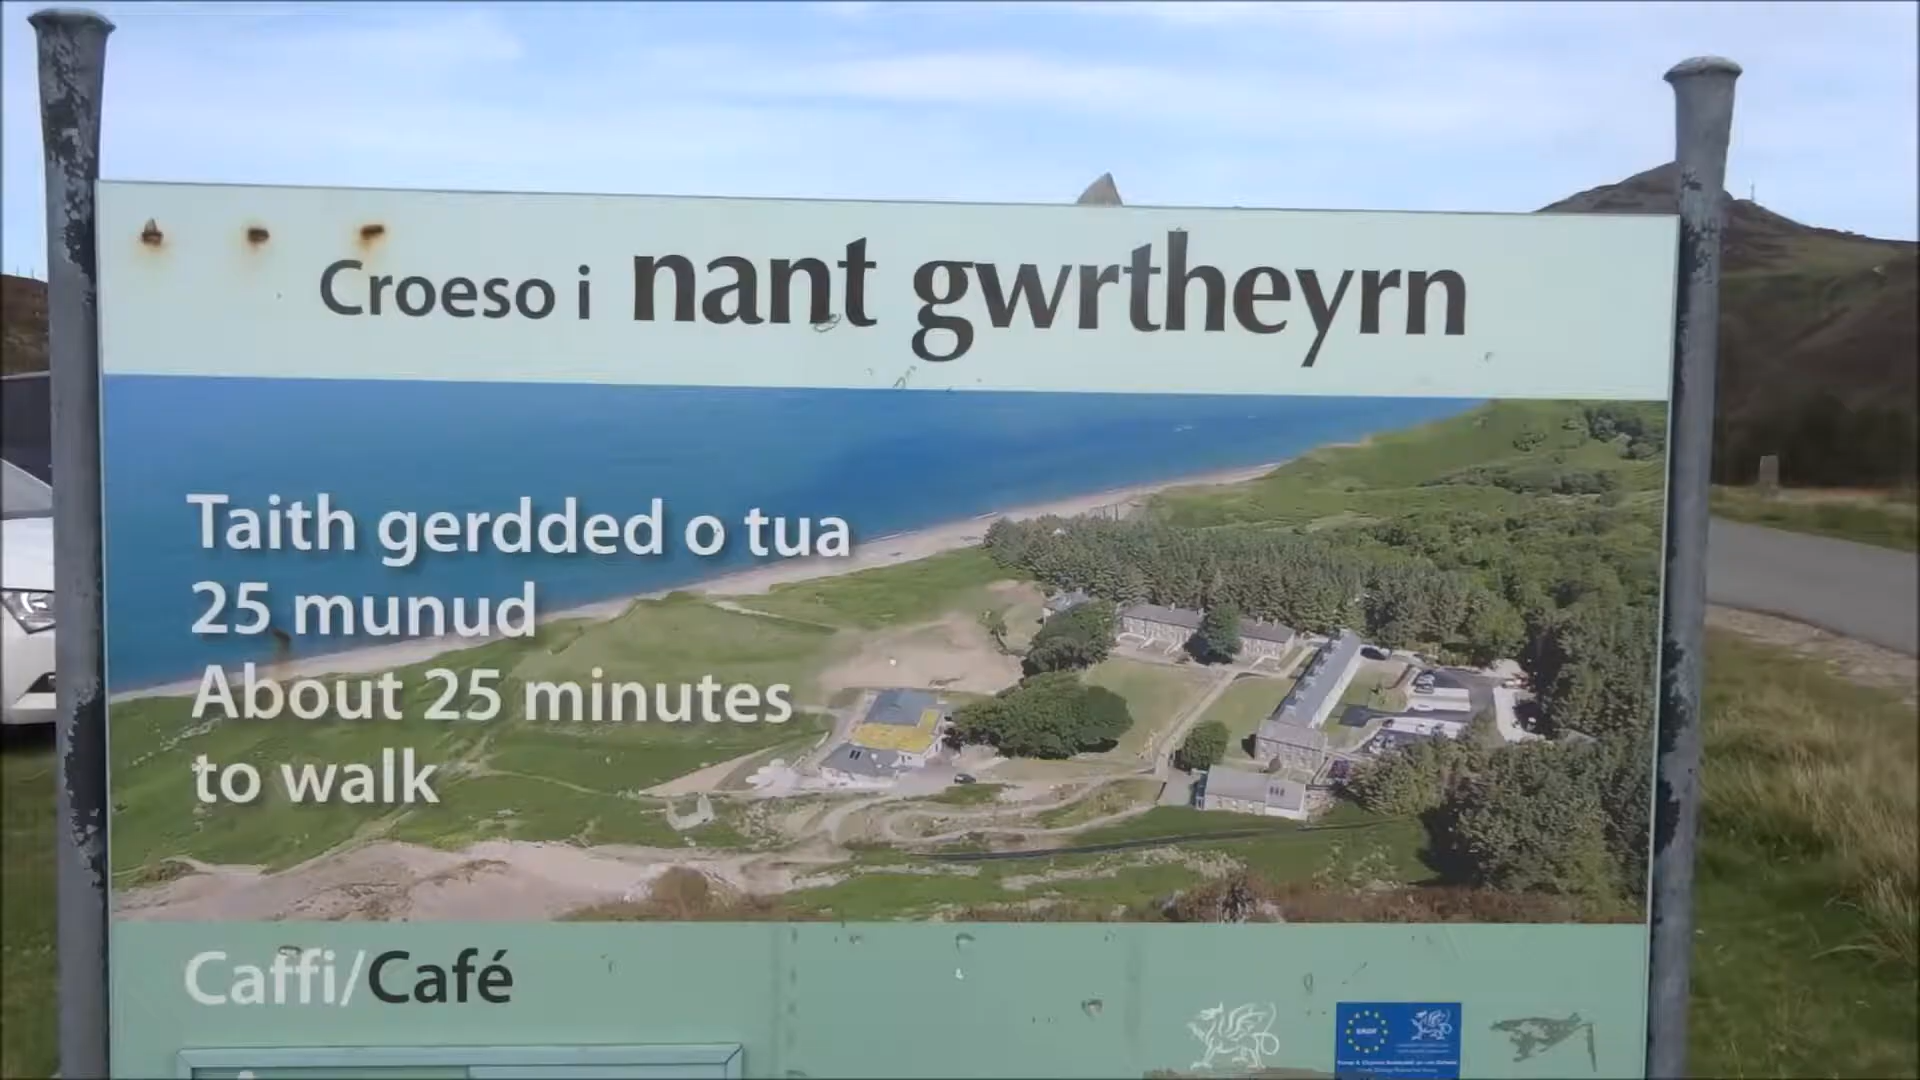 Croeso i nant gwrtheyrn
Taith gerdded o tua
25 munud
About 25 minutes
to walk
Caffi/Café